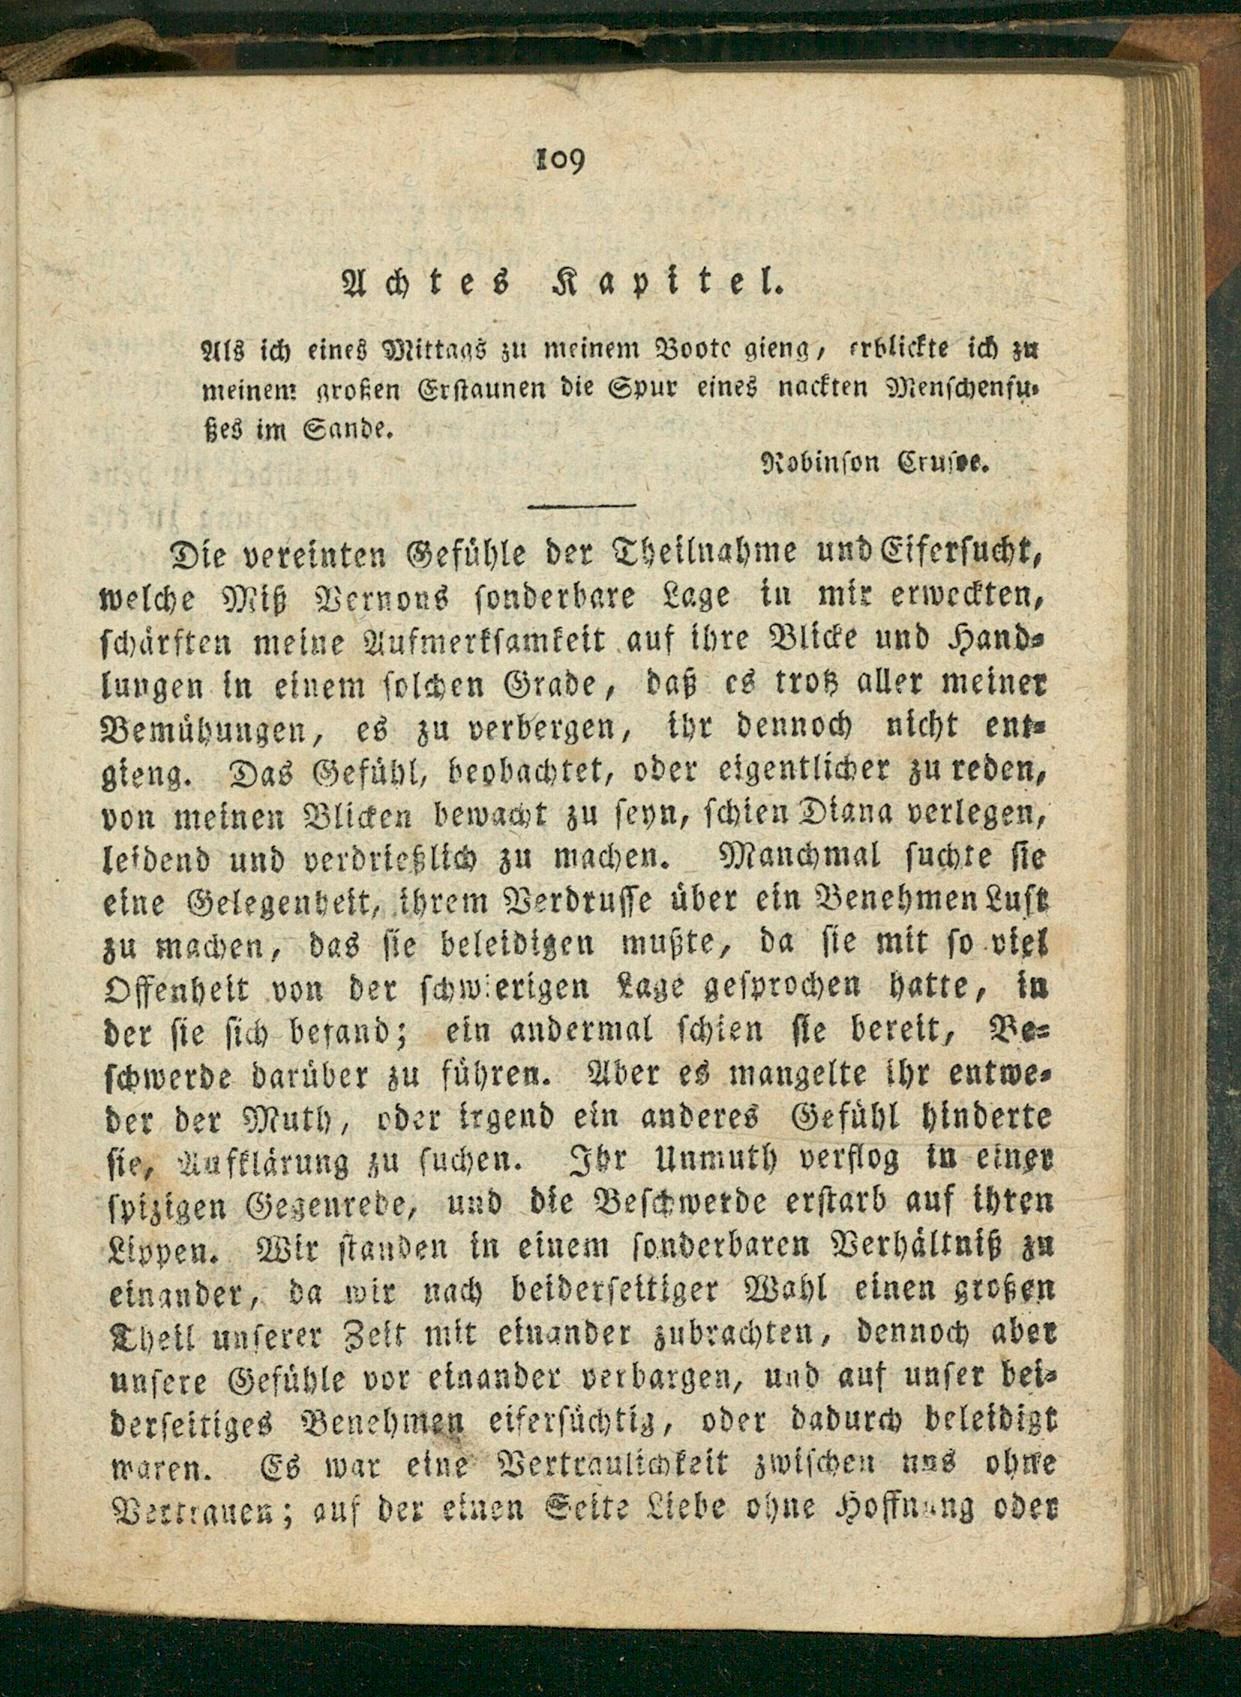 109
Achtes Kapitel.
Als ich eines Mittags zu meinem Boote gieng, erblickte ich zu
meinem großen Erstaunen die Spur eines nackten Menschenfu-
ßes im Sande.
Robinson Crusoe.
Die vereinten Gefühle der Theilnahme und Eifersucht,
welche Miß Vernons sonderbare Lage in mir erweckten,
schärften meine Aufmerksamkeit auf ihre Blicke und Hand-
lungen in einem solchen Grade, daß es trotz aller meiner
Bemühungen, es zu verbergen, ihr dennoch nicht ent-
gieng. Das Gefühl, beobachtet, oder eigentlicher zu reden,
von meinen Blicken bewacht zu seyn, schien Diana verlegen,
leidend und verdrießlich zu machen. Manchmal suchte sie
eine Gelegenheit, ihrem Verdrusse über ein Benehmen Luft
zu machen, das sie beleidigen mußte, da sie mit so viel
Offenheit von der schwierigen Lage gesprochen hatte, in
der sie sich befand; ein andermal schien sie bereit, Be-
schwerde darüber zu führen. Aber es mangelte ihr entwe-
der der Muth, oder irgend ein anderes Gefühl hinderte
sie, Aufklärung zu suchen. Ihr Unmuth verflog in einer
spizigen Gegenrede, und die Beschwerde erstarb auf ihren
Lippen. Wir standen in einem sonderbaren Verhältniß zu
einander, da wir nach beiderseitiger Wahl einen großen
Theil unserer Zeit mit einander zubrachten, dennoch aber
unsere Gefühle vor einander verbargen, und auf unser bei-
derseitiges Benehmen eifersüchtig, oder dadurch beleidigt
waren. Es war eine Vertraulichkeit zwischen uns ohne
Vertrauen; auf der einen Seite Liebe ohne Hoffnung oder